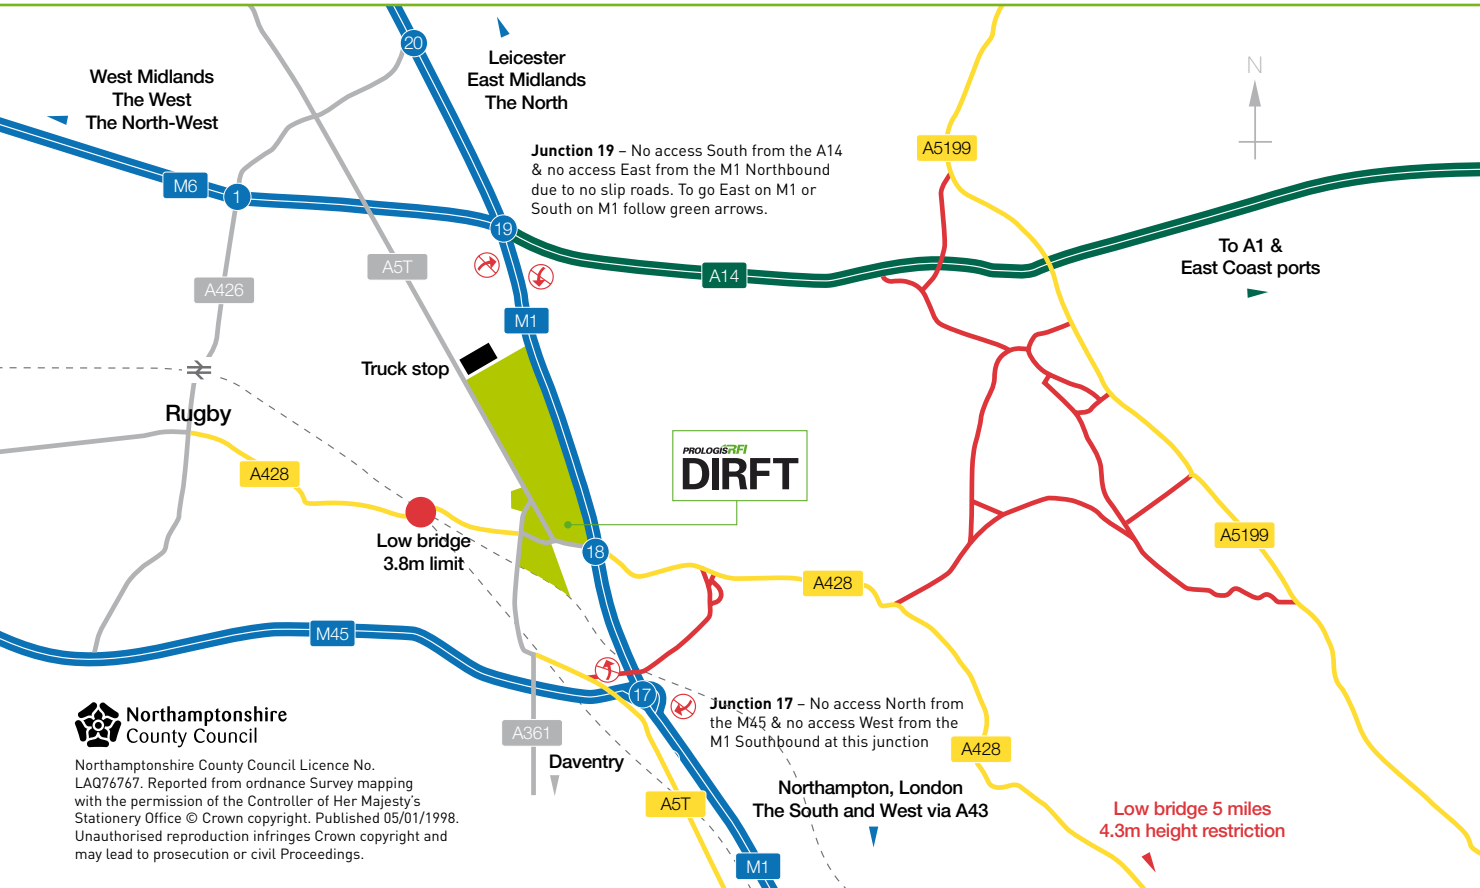 20
Leicester
East Midlands
The North
West Midlands
The West
The North-West
N
A5199
Junction 19 – No access South from the A14
& no access East from the M1 Northbound
due to no slip roads. To go East on M1 or
South on M1 follow green arrows.
M6
1
19
A5T
A14
To A1 &
East Coast ports
A426
M1
Truck stop
Rugby
A428
PROLOGIS RFI
DIRFT
Low bridge
3.8m limit
18
A428
A5199
M45
17
Junction 17 – No access North from
the M45 & no access West from the
M1 Southbound at this junction
A361
Daventry
A428
A5T
Northampton, London
The South and West via A43
Low bridge 5 miles
4.3m height restriction
M1
Northamptonshire
County Council
Northamptonshire County Council Licence No.
LAQ76767. Reported from ordnance Survey mapping
with the permission of the Controller of Her Majesty's
Stationery Office © Crown copyright. Published 05/01/1998.
Unauthorised reproduction infringes Crown copyright and
may lead to prosecution or civil Proceedings.